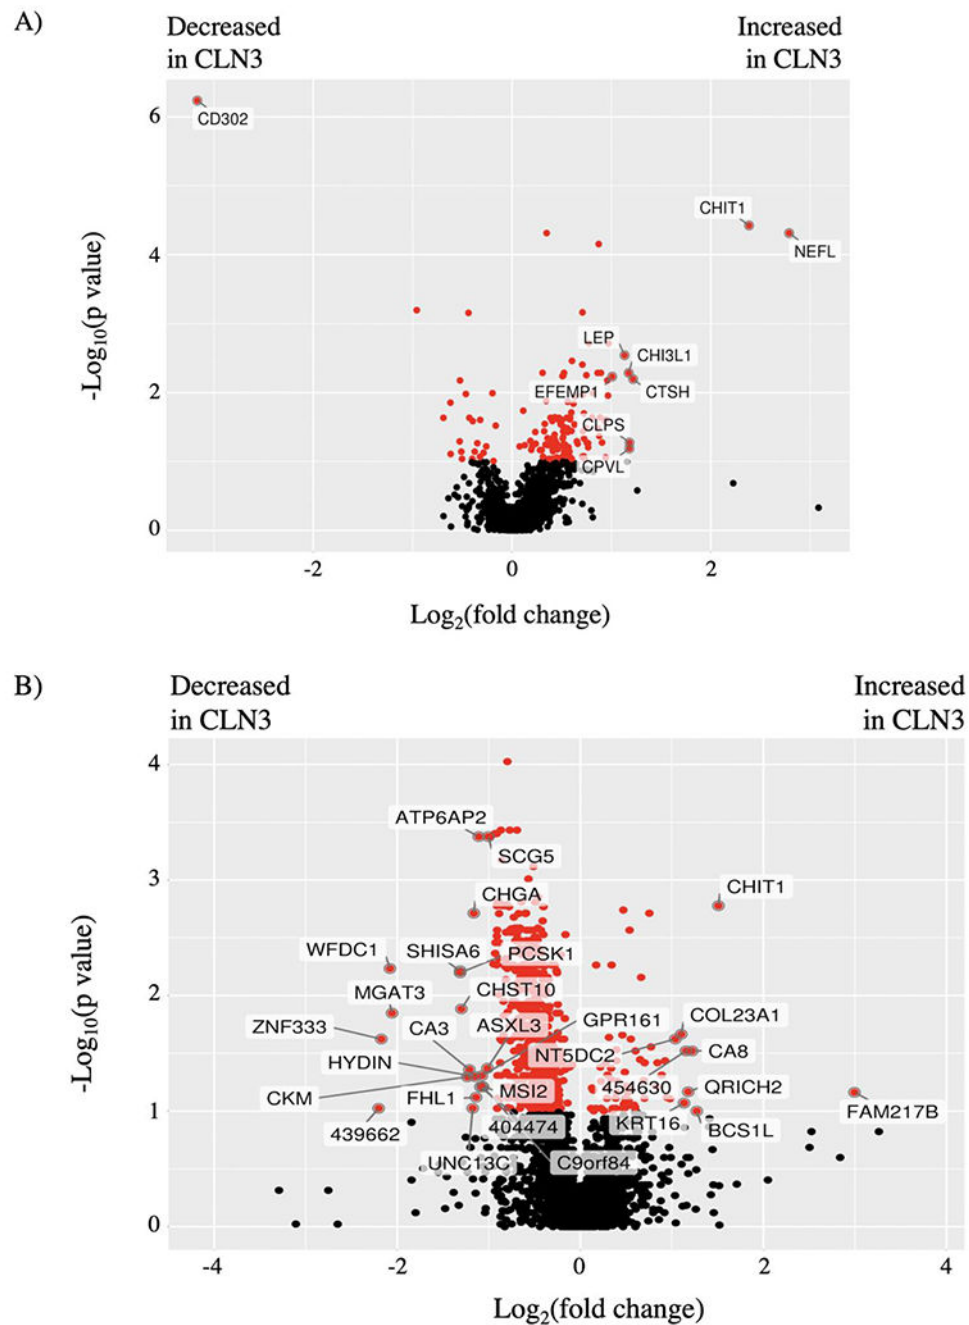 A)
Decreased
in CLN3
Increased
in CLN3
-Log10(p value)
6
4
2
0
CD302
CHIT1
NEFL
LEP
CHI3L1
EFEMP1
CTSH
CLPS
CPVL
-2
0
2
Log2(fold change)
B)
Decreased
in CLN3
Increased
in CLN3
-Log10(p value)
4
3
2
1
0
ATP6AP2
SCG5
CHGA
CHIT1
WFDC1
SHISA6
PCSK1
MGAT3
CHST10
ZNF333
CA3
ASXL3
GPR161
COL23A1
HYDIN
NT5DC2
CA8
CKM
FHL1
MSI2
454630
QRICH2
439662
404474
KRT16
BCS1L
FAM217B
UNC13C
C9orf84
-4
-2
0
2
4
Log2(fold change)